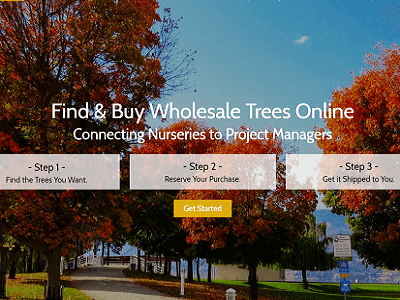 Find & Buy Wholesale Trees Online
Connecting Nurseries to Project Managers
- Step 1 -
Find the Trees You Want.
- Step 2 -
Reserve Your Purchase.
- Step 3 -
Get it Shipped to You.
Get Started